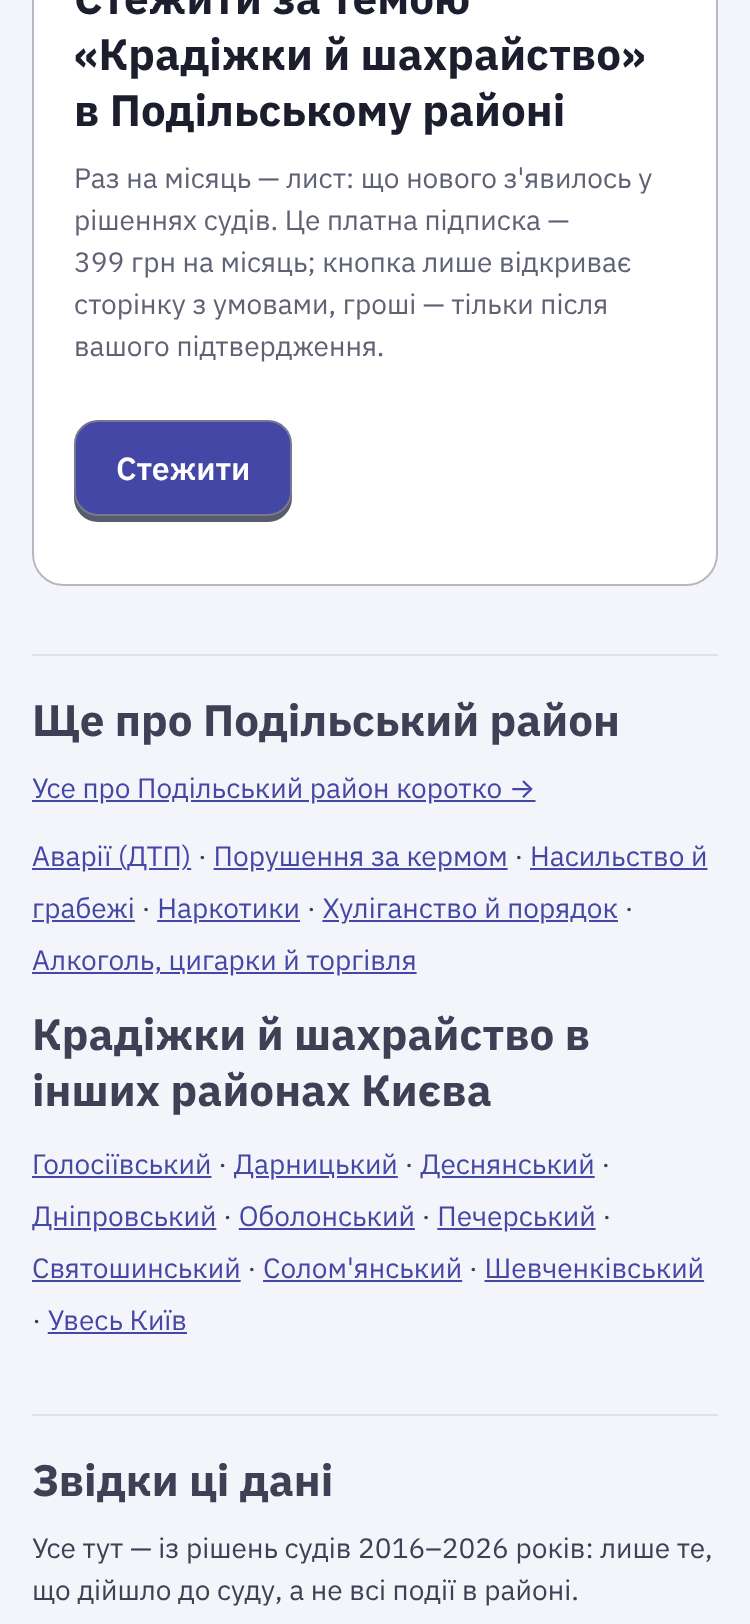 Стежити за темою
«Крадіжки й шахрайство»
в Подільському районі
Раз на місяць — лист: що нового з'явилось у
рішеннях судів. Це платна підписка —
399 грн на місяць; кнопка лише відкриває
сторінку з умовами, гроші — тільки після
вашого підтвердження.
Стежити
Ще про Подільський район
Усе про Подільський район коротко →
Аварії (ДТП) · Порушення за кермом · Насильство й
грабежі · Наркотики · Хуліганство й порядок ·
Алкоголь, цигарки й торгівля
Крадіжки й шахрайство в
інших районах Києва
Голосіївський · Дарницький · Деснянський ·
Дніпровський · Оболонський · Печерський ·
Святошинський · Солом'янський · Шевченківський
· Увесь Київ
Звідки ці дані
Усе тут — із рішень судів 2016–2026 років: лише те,
що дійшло до суду, а не всі події в районі.